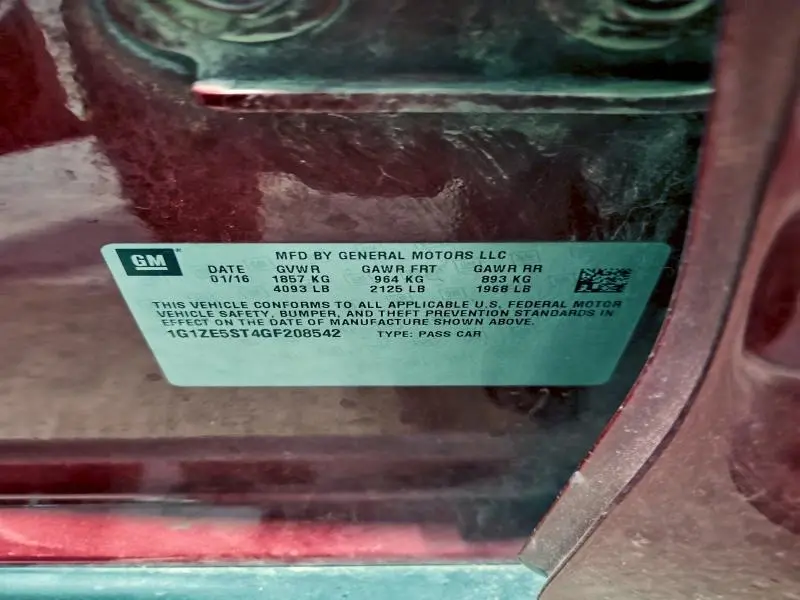 GM
MFD BY GENERAL MOTORS LLC
DATE GVWR GAWR FRT GAWR RR
01/16 1857 KG 964 KG 893 KG
4093 LB 2125 LB 1968 LB
THIS VEHICLE CONFORMS TO ALL APPLICABLE U.S. FEDERAL MOTOR
VEHICLE SAFETY, BUMPER, AND THEFT PREVENTION STANDARDS IN
EFFECT ON THE DATE OF MANUFACTURE SHOWN ABOVE.
1G1ZE5ST4GF208542 TYPE: PASS CAR